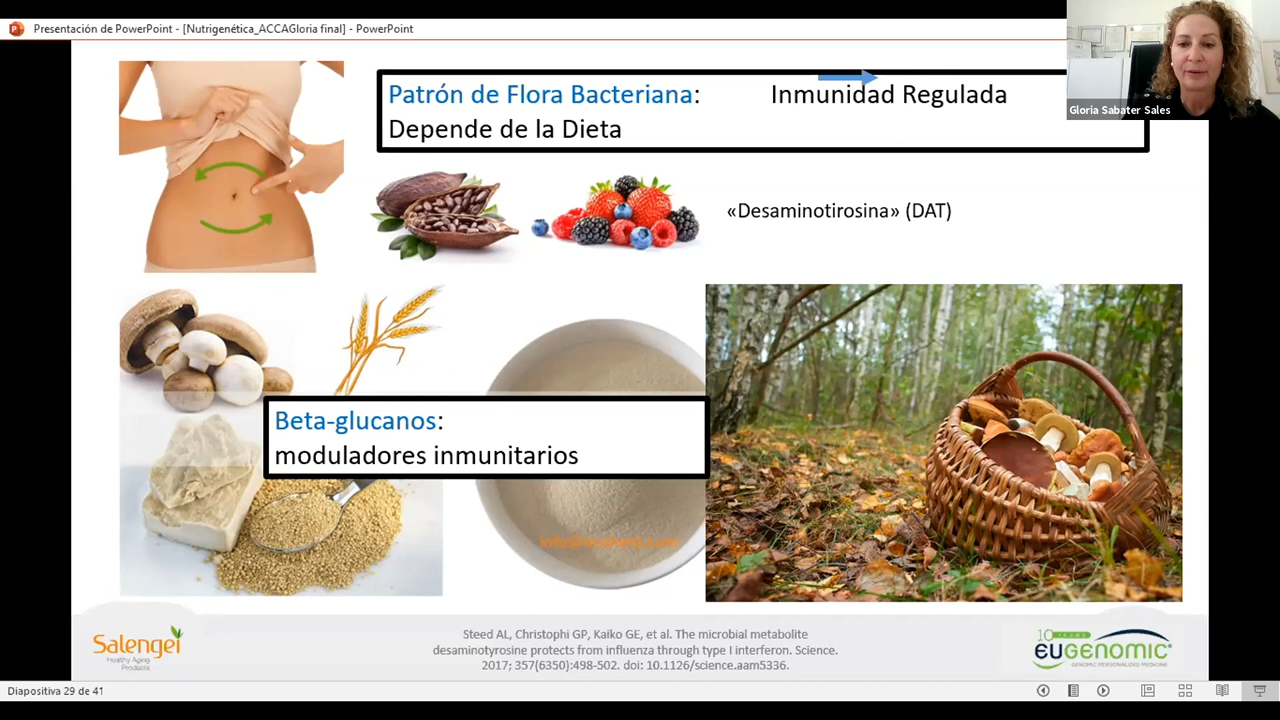 Presentación de PowerPoint - [Nutrigenética_ACCAGloria final] - PowerPoint
Gloria Sabater Sales
Patrón de Flora Bacteriana: Inmunidad Regulada
Depende de la Dieta
«Desaminotirosina» (DAT)
Beta-glucanos:
moduladores inmunitarios
Salengei
Healthy Aging
Products
Steed AL, Christophi GP, Kaiko GE, et al. The microbial metabolite
desaminotyrosine protects from influenza through type I interferon. Science.
2017; 357(6350):498-502. doi: 10.1126/science.aam5336.
10 YEARS
EUGENOMIC
GENOMIC PERSONALIZED MEDICINE
Diapositiva 29 de 41